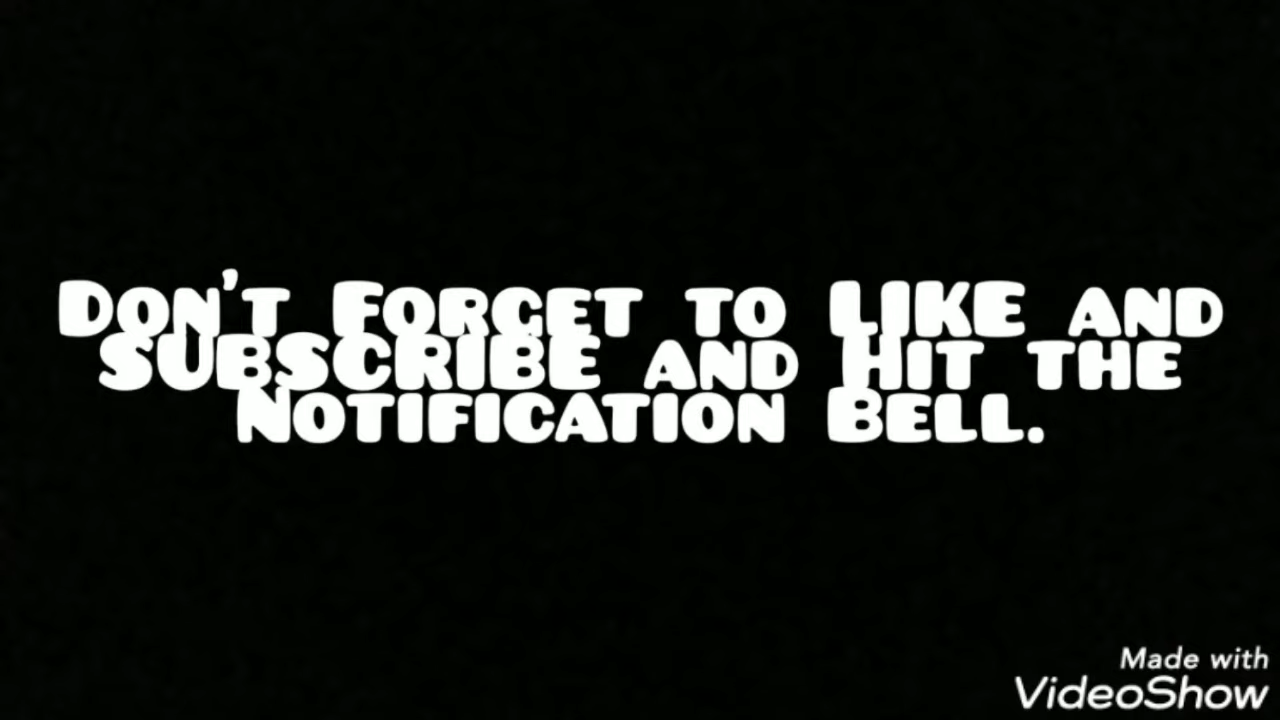 Don't Forget to LIKE and
SUBSCRIBE and Hit the
Notification Bell.
Made with
VideoShow